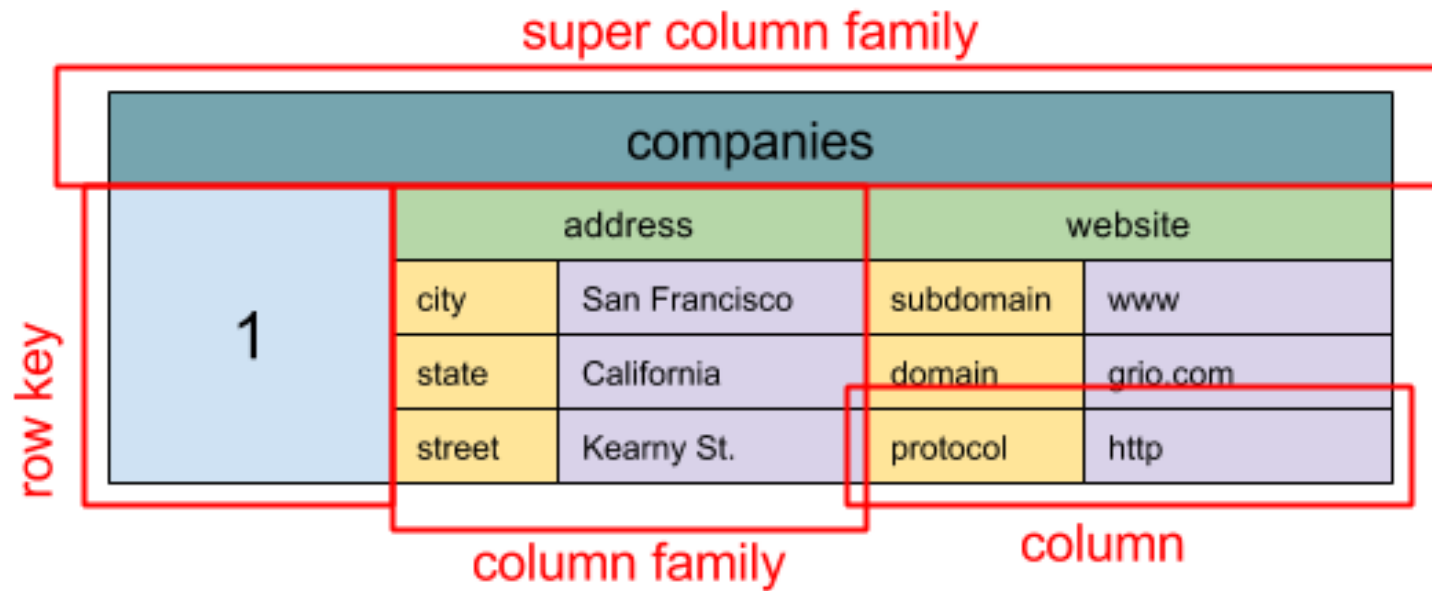 super column family
companies
address website
city San Francisco subdomain www
1
state California domain grio.com
street Kearny St. protocol http
row key
column family
column